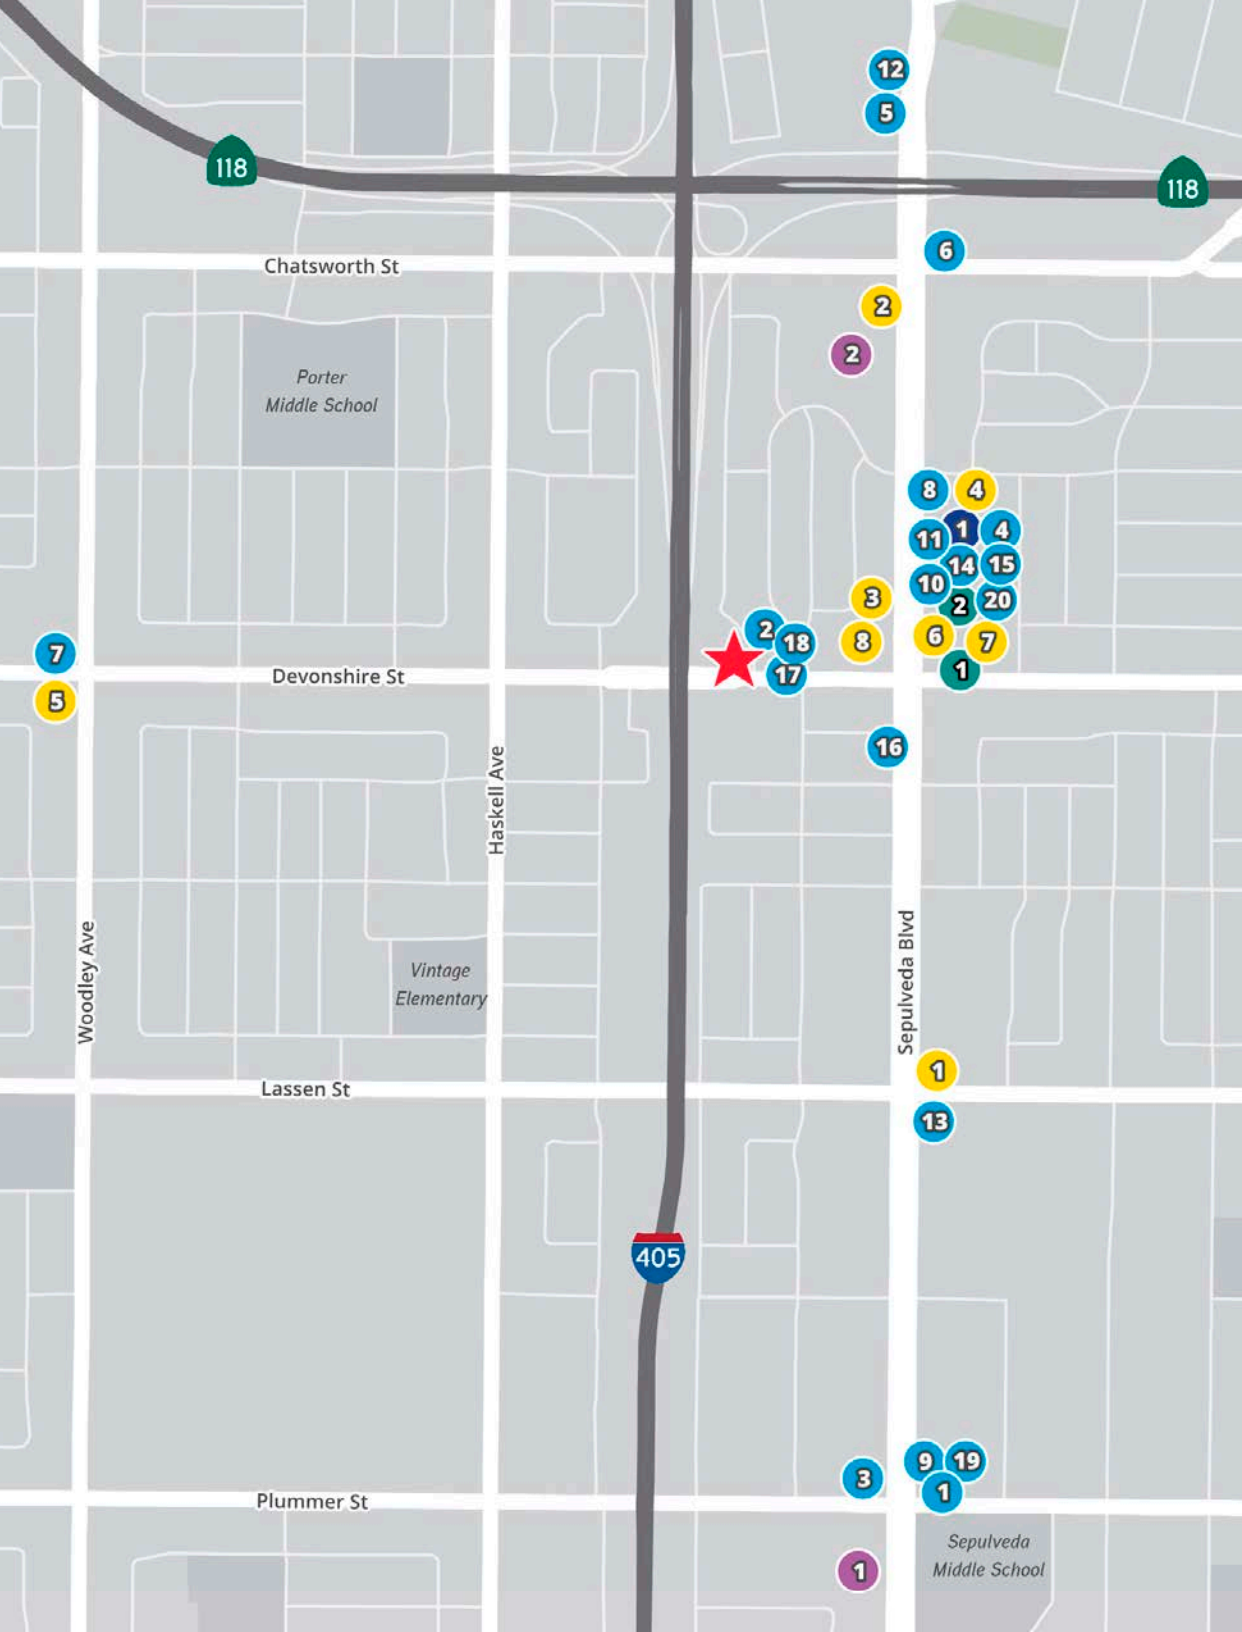 12
5
118
118
6
Chatsworth St
2
2
Porter
Middle School
8
4
1
4
11
14
15
10
2
20
3
2
18
8
6
7
7
1
Devonshire St
17
5
16
Haskell Ave
Woodley Ave
Vintage
Elementary
Sepulveda Blvd
1
Lassen St
13
405
9
19
3
1
Plummer St
Sepulveda
Middle School
1